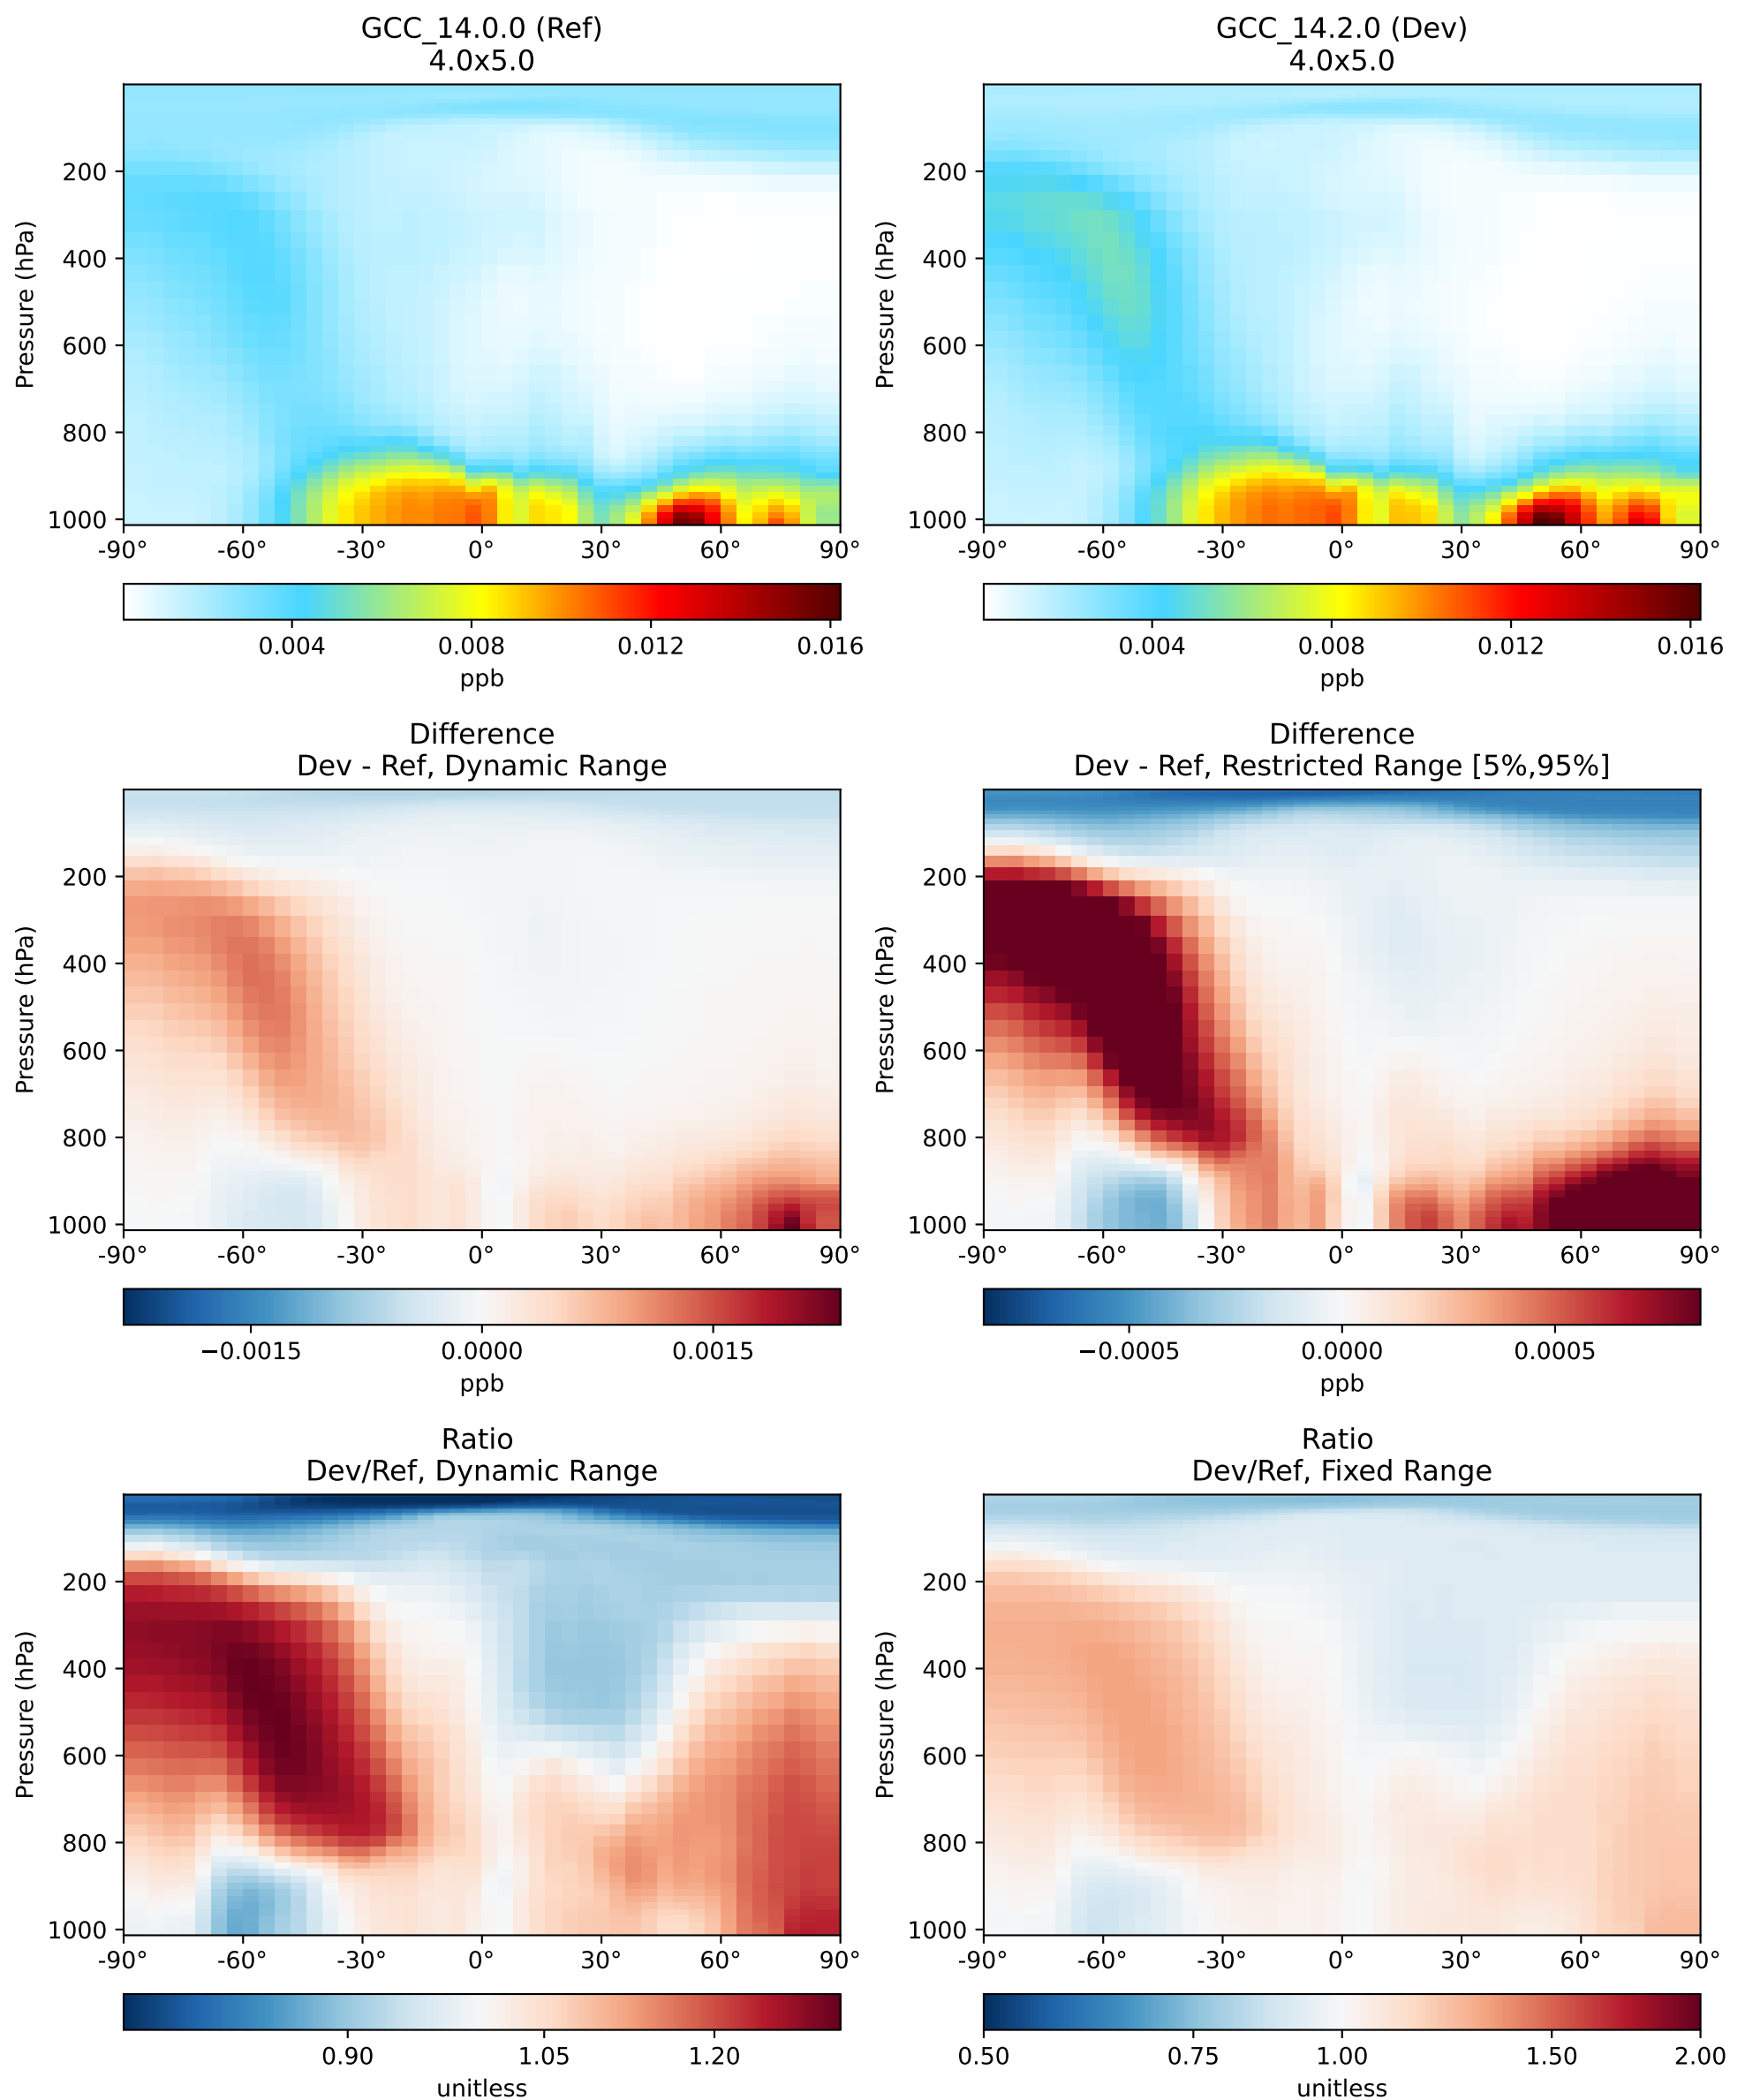 GCC_14.0.0 (Ref)
4.0x5.0
GCC_14.2.0 (Dev)
4.0x5.0
Pressure (hPa)
200
400
600
800
1000
-90° -60° -30° 0° 30° 60° 90°
0.004 0.008 0.012 0.016
ppb
Pressure (hPa)
200
400
600
800
1000
-90° -60° -30° 0° 30° 60° 90°
0.004 0.008 0.012 0.016
ppb
Difference
Dev - Ref, Dynamic Range
Difference
Dev - Ref, Restricted Range [5%,95%]
Pressure (hPa)
200
400
600
800
1000
-90° -60° -30° 0° 30° 60° 90°
−0.0015 0.0000 0.0015
ppb
Pressure (hPa)
200
400
600
800
1000
-90° -60° -30° 0° 30° 60° 90°
−0.0005 0.0000 0.0005
ppb
Ratio
Dev/Ref, Dynamic Range
Ratio
Dev/Ref, Fixed Range
Pressure (hPa)
200
400
600
800
1000
-90° -60° -30° 0° 30° 60° 90°
0.90 1.05 1.20
unitless
Pressure (hPa)
200
400
600
800
1000
-90° -60° -30° 0° 30° 60° 90°
0.50 0.75 1.00 1.50 2.00
unitless